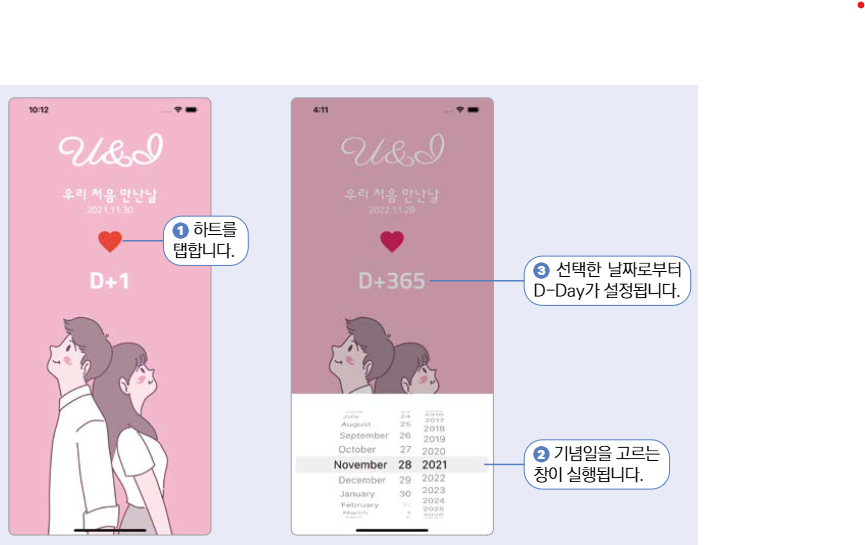 10:12
U&I
우리 처음 만난날
2021.11.30
D+1
❶ 하트를
탭합니다.
4:11
U&I
우리 처음 만난날
2022.11.28
D+365
❸ 선택한 날짜로부터
D-Day가 설정됩니다.
July 24 2016
August 25 2017
2018
September 26 2019
October 27 2020
November 28 2021
December 29 2022
January 30 2023
February 31 2024
March 1 2025
❷ 기념일을 고르는
창이 실행됩니다.